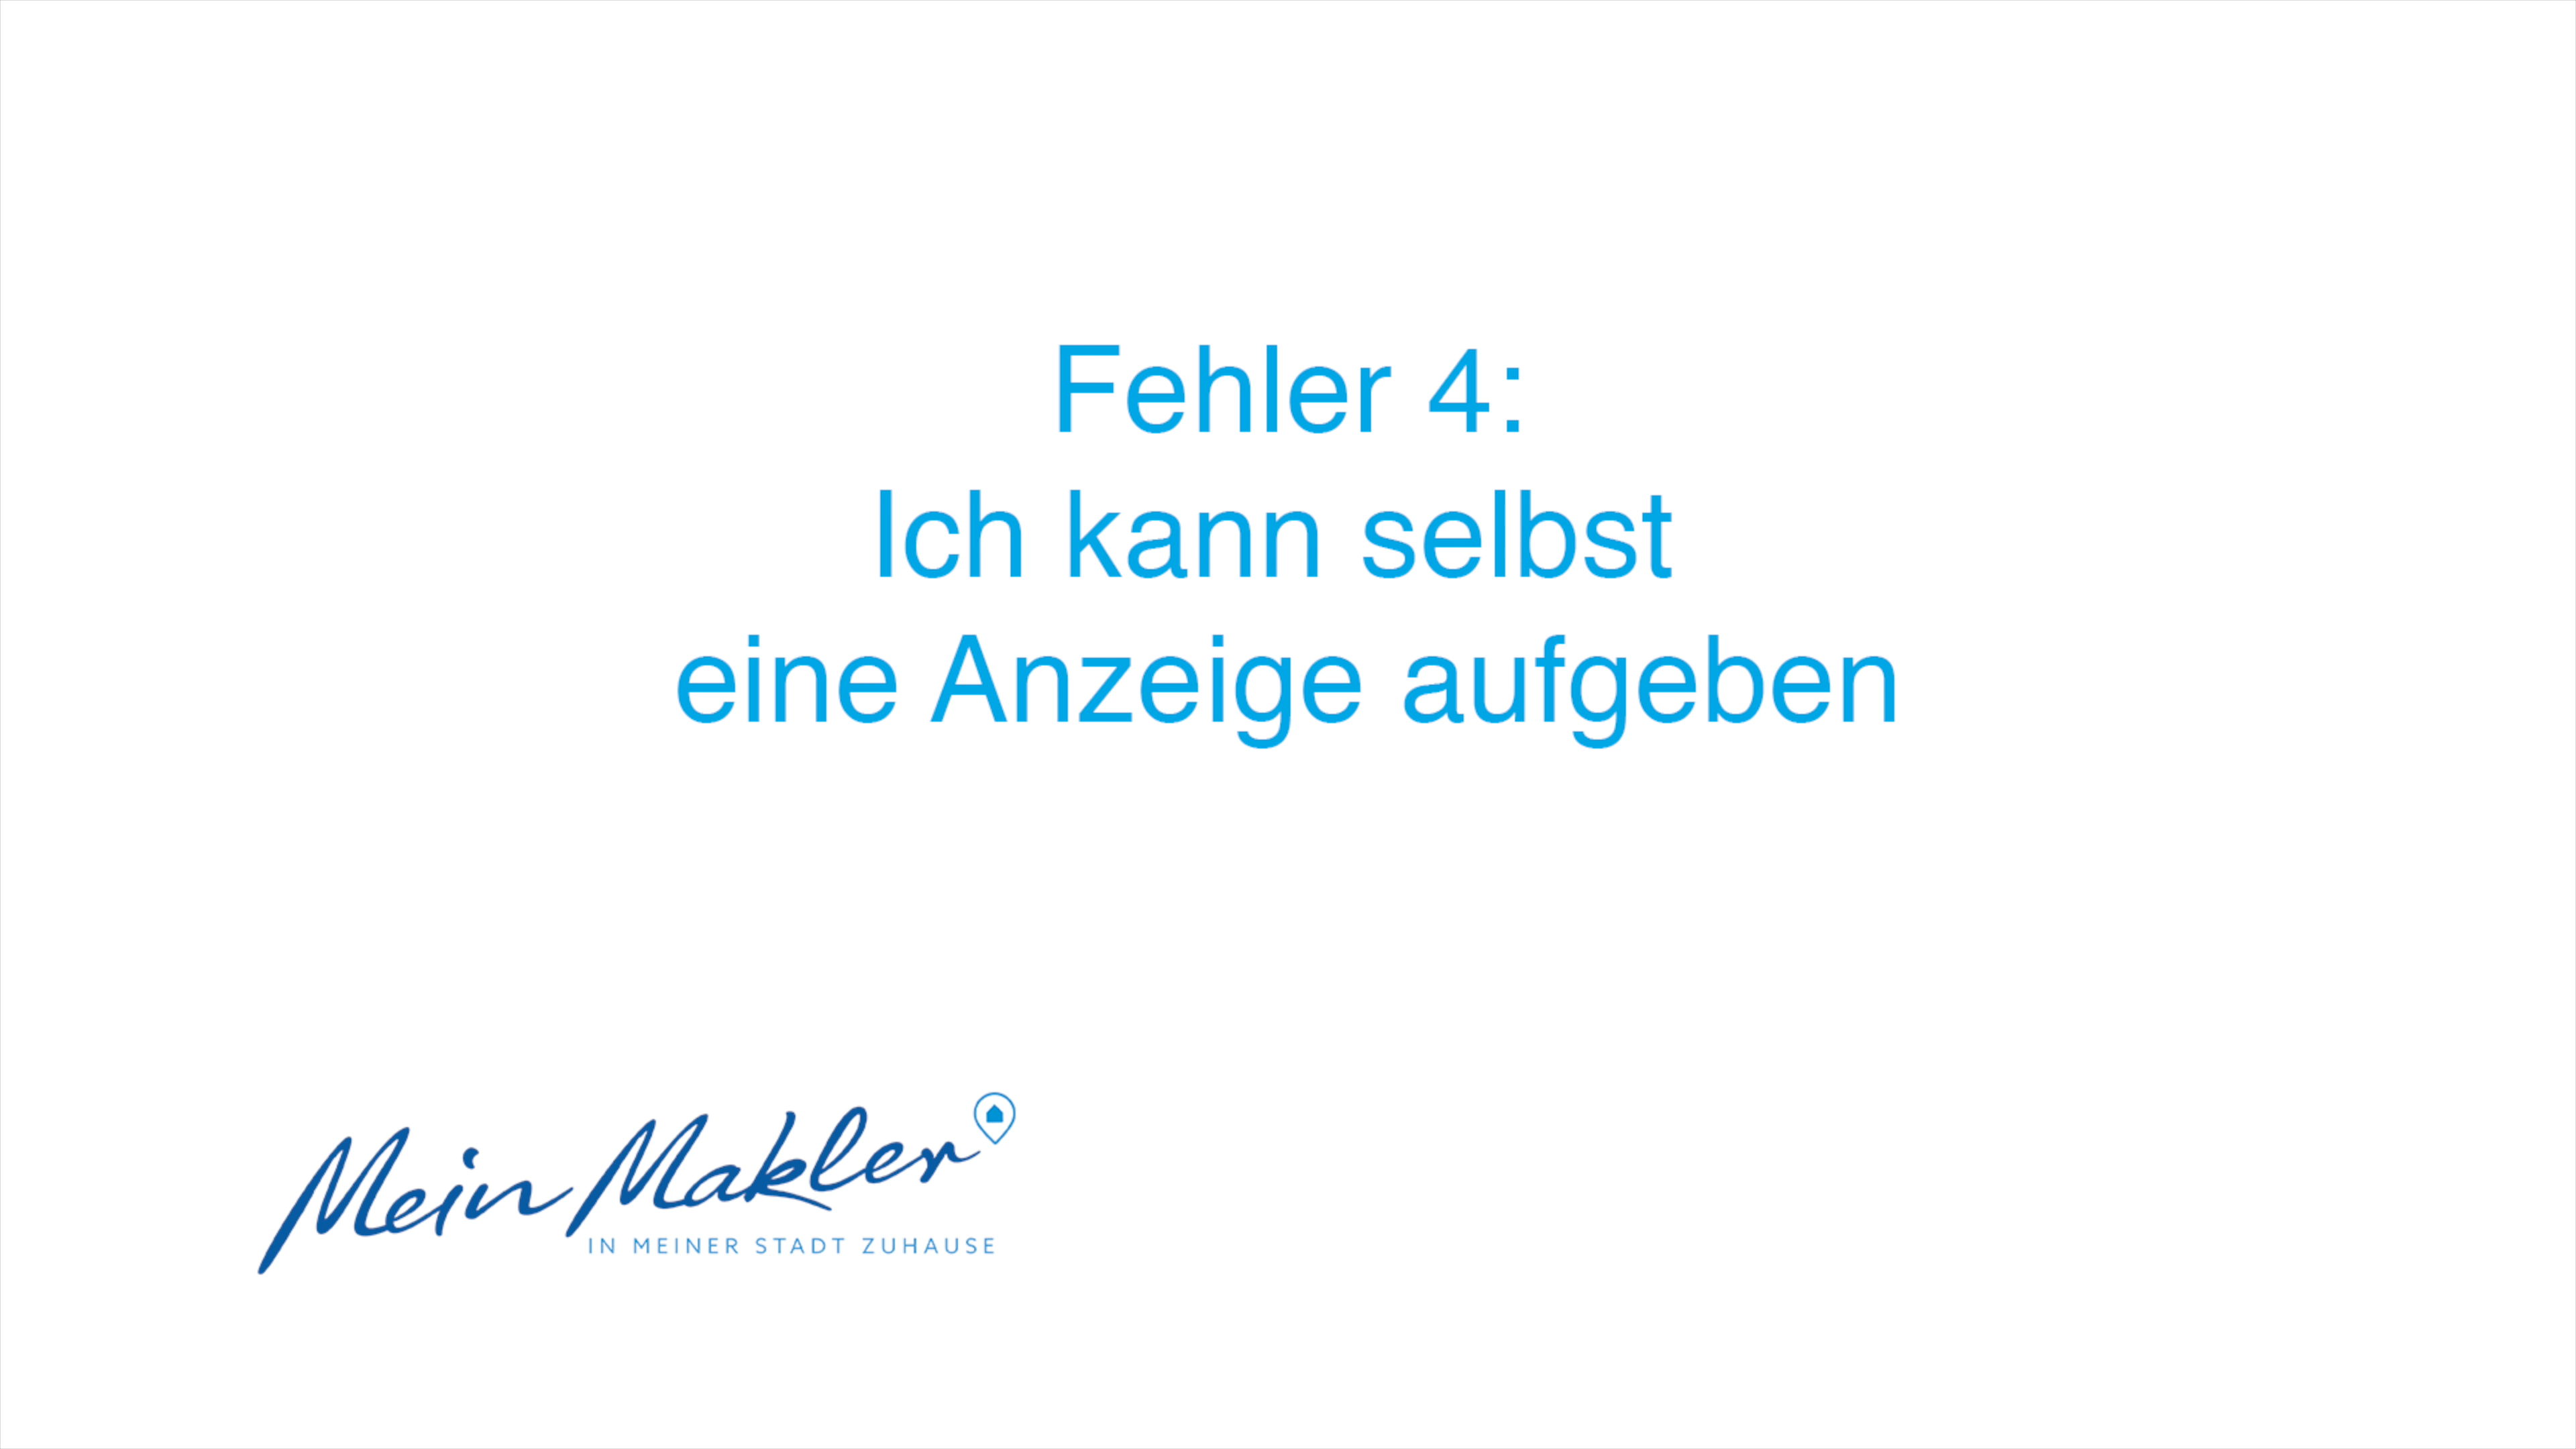 Fehler 4:
Ich kann selbst
eine Anzeige aufgeben
Mein Makler
IN MEINER STADT ZUHAUSE